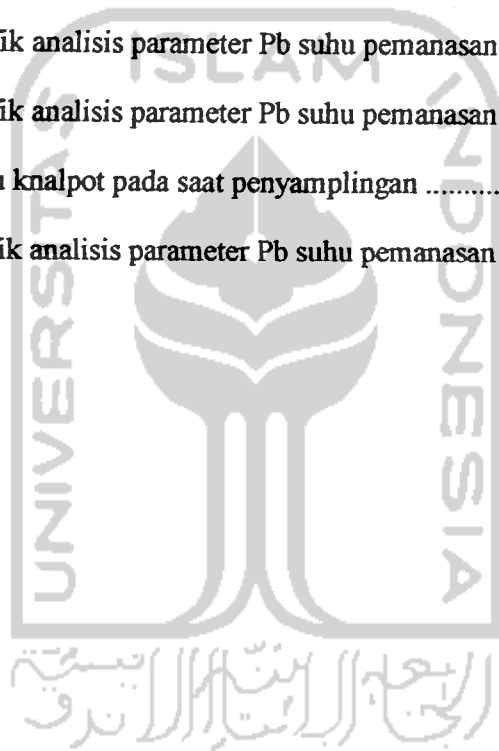 ik analisis parameter Pb suhu pemanasan
ik analisis parameter Pb suhu pemanasan
u knalpot pada saat penyamplingan ..........
ik analisis parameter Pb suhu pemanasan
UNIVERSITAS
ISLAM
INDONESIA